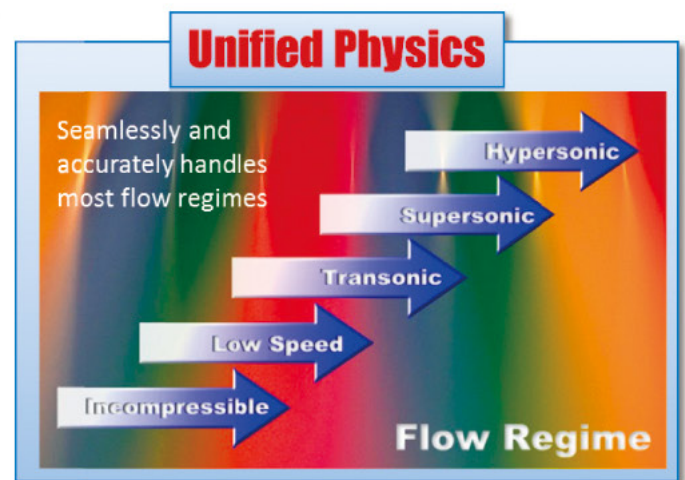 Unified Physics
Seamlessly and
accurately handles
most flow regimes
Hypersonic
Supersonic
Transonic
Low Speed
Incompressible
Flow Regime